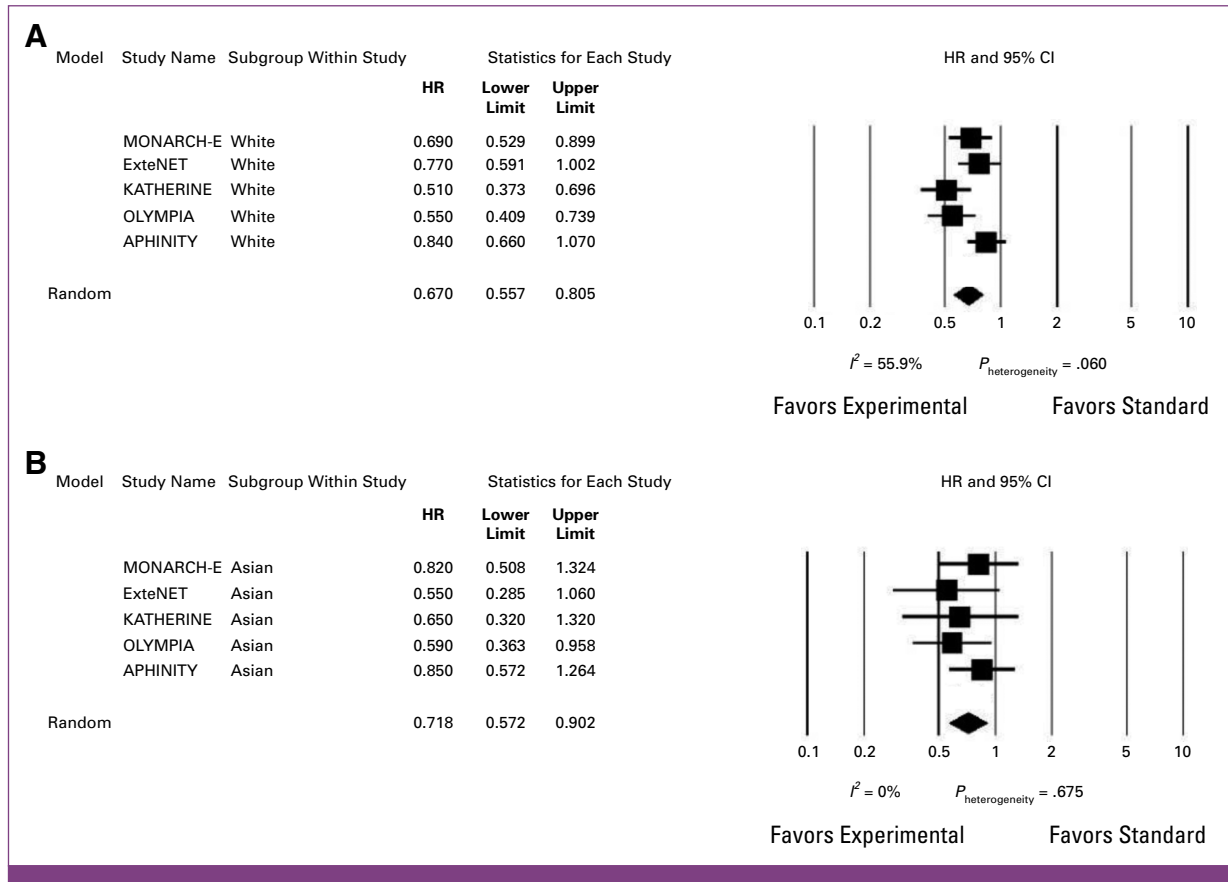 A
Model Study Name Subgroup Within Study Statistics for Each Study HR and 95% CI
HR Lower Limit Upper Limit
MONARCH-E White 0.690 0.529 0.899
ExteNET White 0.770 0.591 1.002
KATHERINE White 0.510 0.373 0.696
OLYMPIA White 0.550 0.409 0.739
APHINITY White 0.840 0.660 1.070
Random 0.670 0.557 0.805
0.1 0.2 0.5 1 2 5 10
I² = 55.9% P heterogeneity = .060
Favors Experimental Favors Standard
B
Model Study Name Subgroup Within Study Statistics for Each Study HR and 95% CI
HR Lower Limit Upper Limit
MONARCH-E Asian 0.820 0.508 1.324
ExteNET Asian 0.550 0.285 1.060
KATHERINE Asian 0.650 0.320 1.320
OLYMPIA Asian 0.590 0.363 0.958
APHINITY Asian 0.850 0.572 1.264
Random 0.718 0.572 0.902
0.1 0.2 0.5 1 2 5 10
I² = 0% P heterogeneity = .675
Favors Experimental Favors Standard